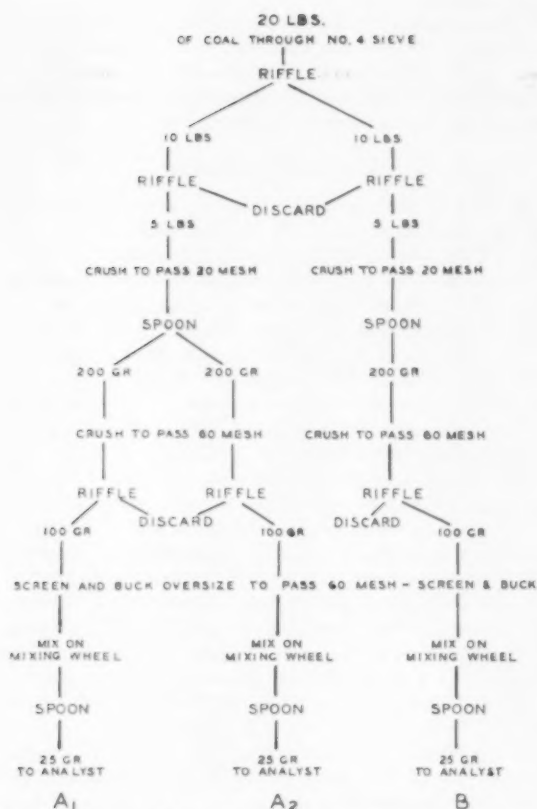 20 LBS.
OF COAL THROUGH NO. 4 SIEVE
RIFFLE
10 LBS 10 LBS
RIFFLE RIFFLE
DISCARD
5 LBS 5 LBS
CRUSH TO PASS 20 MESH CRUSH TO PASS 20 MESH
SPOON SPOON
200 GR 200 GR 200 GR
CRUSH TO PASS 60 MESH CRUSH TO PASS 60 MESH
RIFFLE RIFFLE RIFFLE
DISCARD DISCARD
100 GR 100 GR 100 GR
SCREEN AND BUCK OVERSIZE TO PASS 60 MESH – SCREEN & BUCK
MIX ON MIX ON MIX ON
MIXING WHEEL MIXING WHEEL MIXING WHEEL
SPOON SPOON SPOON
25 GR 25 GR 25 GR
TO ANALYST TO ANALYST TO ANALYST
A1 A2 B